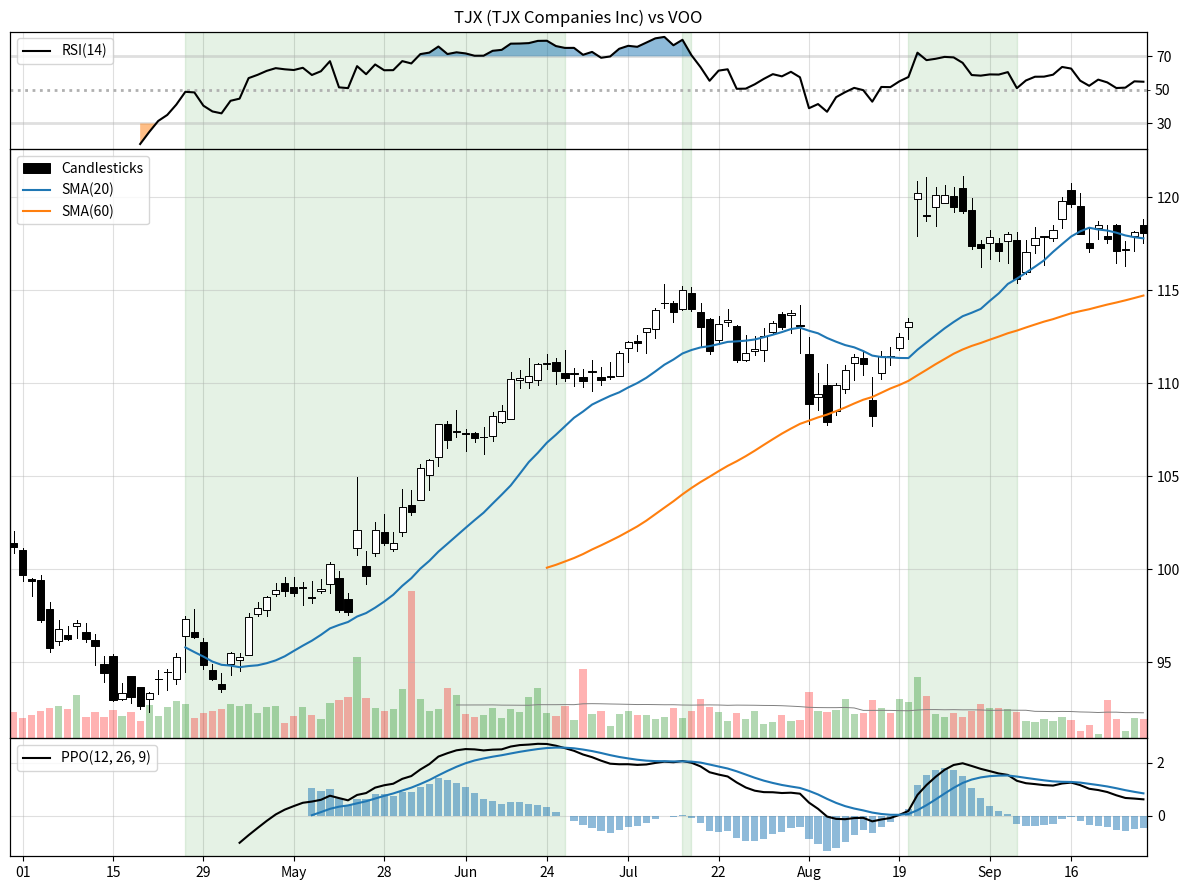 TJX (TJX Companies Inc) vs VOO
RSI(14)
70
50
30
Candlesticks
SMA(20)
SMA(60)
120
115
110
105
100
95
PPO(12, 26, 9)
2
0
01 15 29 May 28 Jun 24 Jul 22 Aug 19 Sep 16